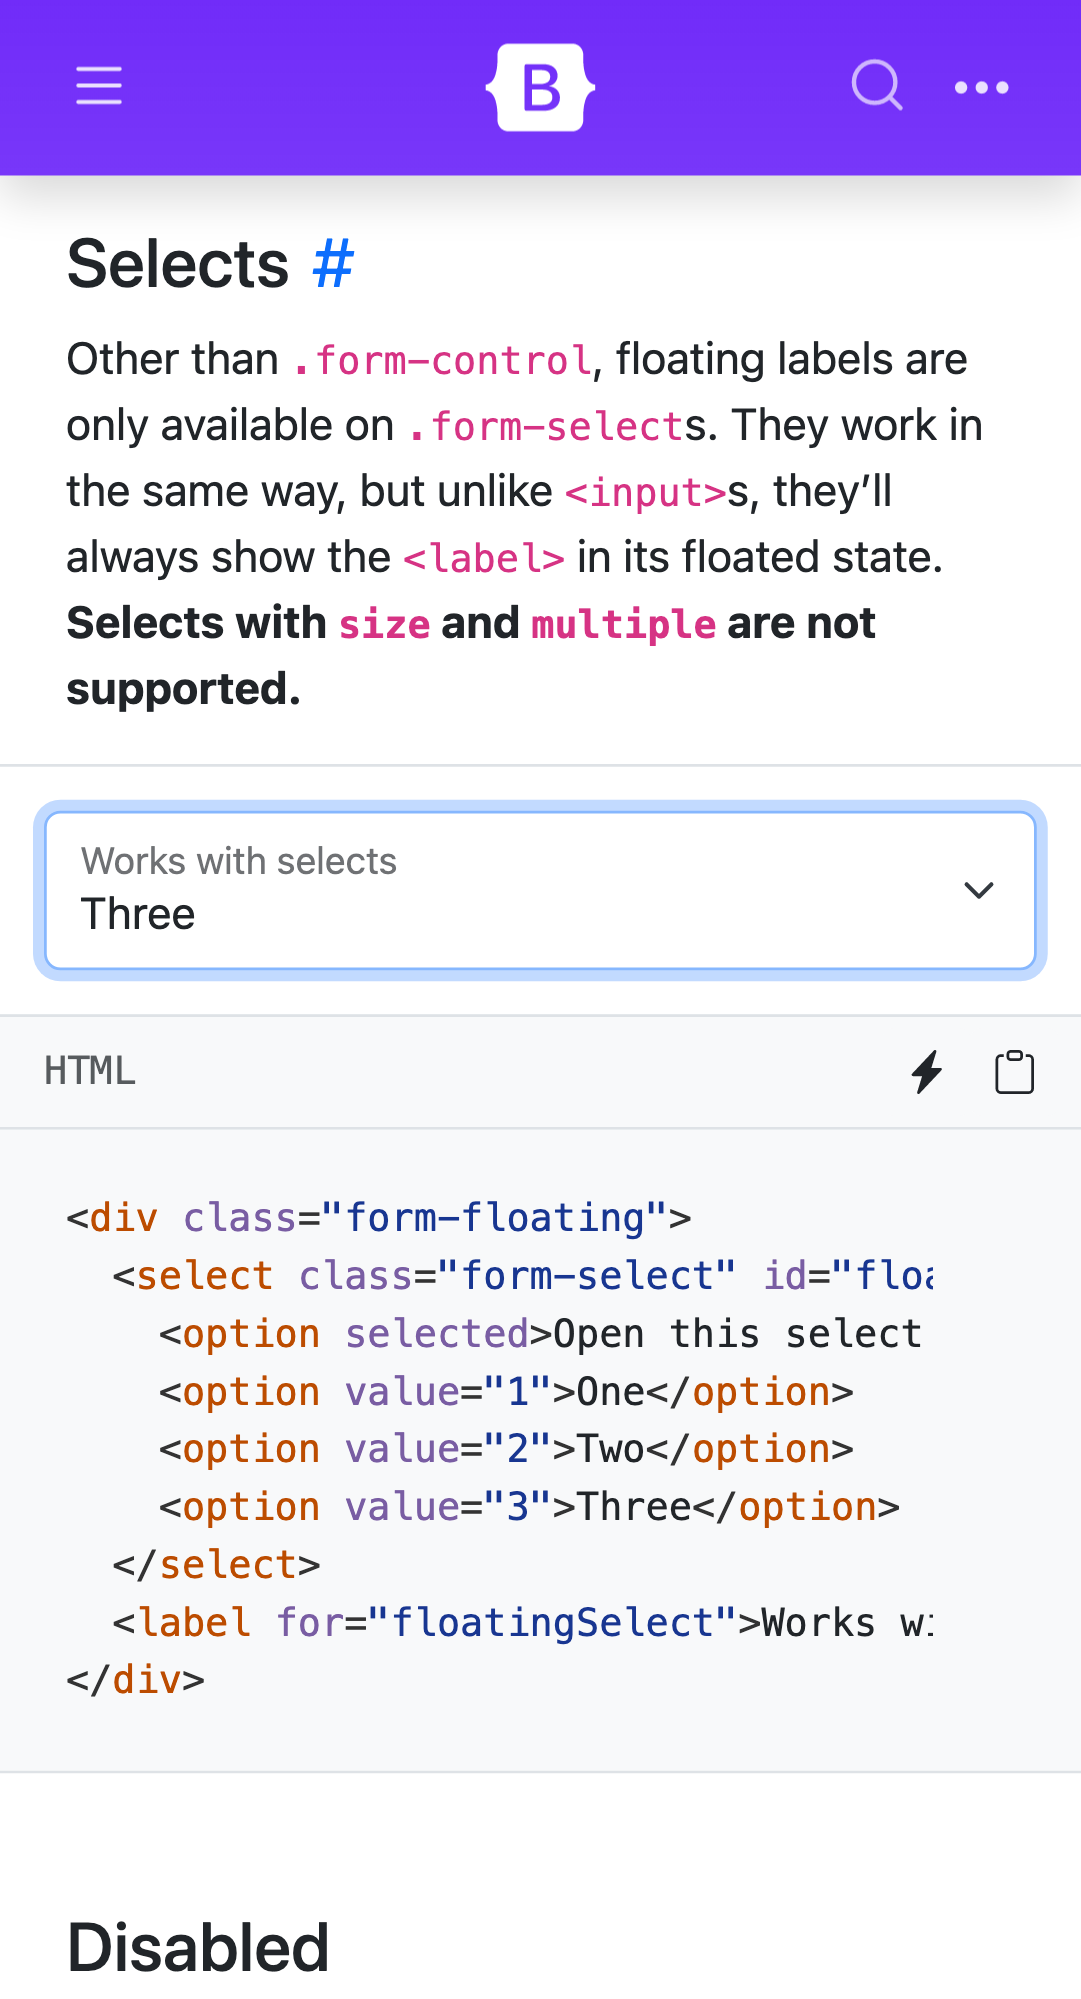 B
Selects #
Other than .form-control, floating labels are
only available on .form-selects. They work in
the same way, but unlike <input>s, they’ll
always show the <label> in its floated state.
Selects with size and multiple are not
supported.
Works with selects
Three
HTML
<div class="form-floating">
  <select class="form-select" id="floa
    <option selected>Open this select
    <option value="1">One</option>
    <option value="2">Two</option>
    <option value="3">Three</option>
  </select>
  <label for="floatingSelect">Works wi
</div>
Disabled